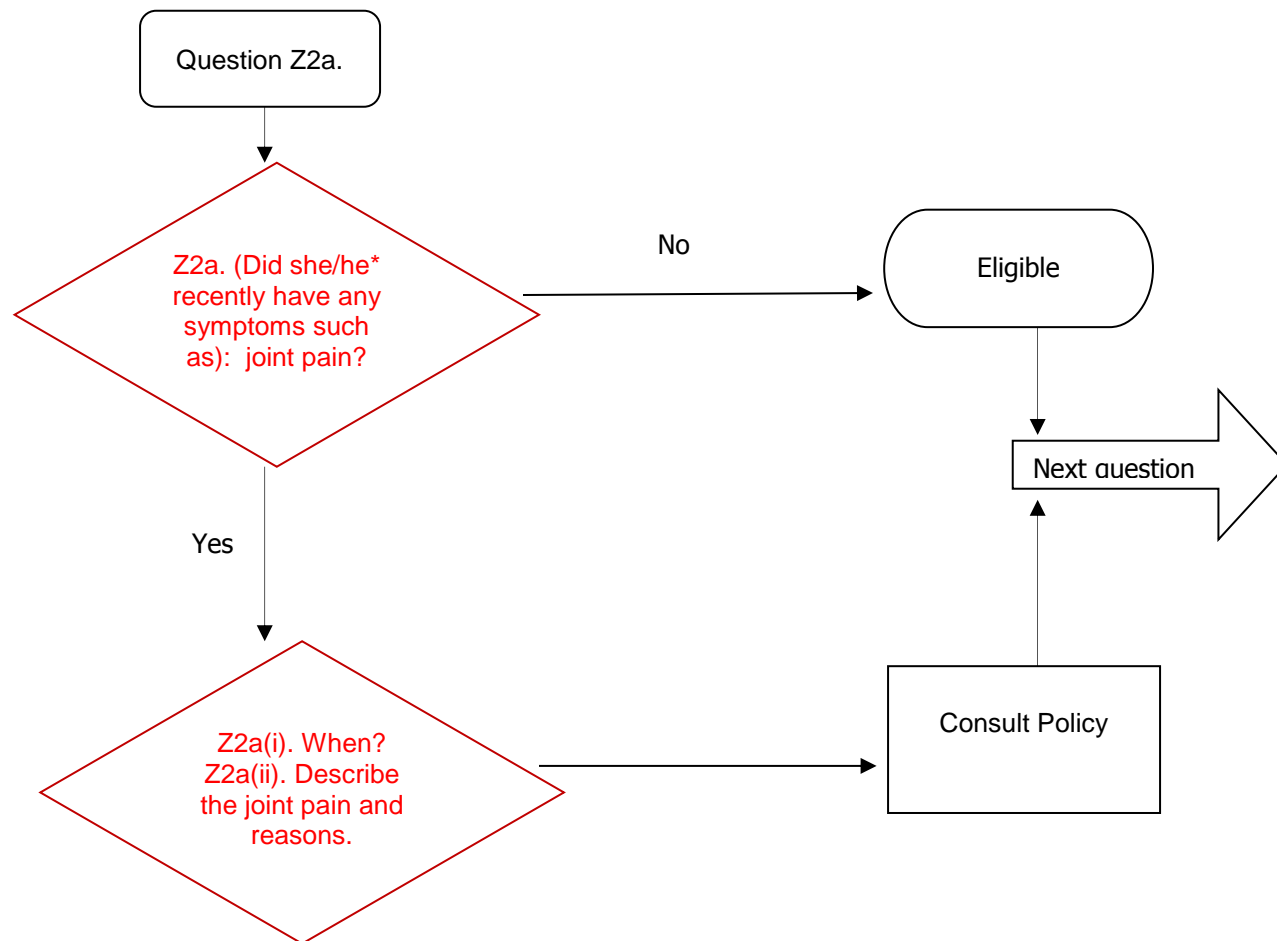 Question Z2a.
Z2a. (Did she/he*
recently have any
symptoms such
as): joint pain?
No
Eligible
Next question
Yes
Z2a(i). When?
Z2a(ii). Describe
the joint pain and
reasons.
Consult Policy